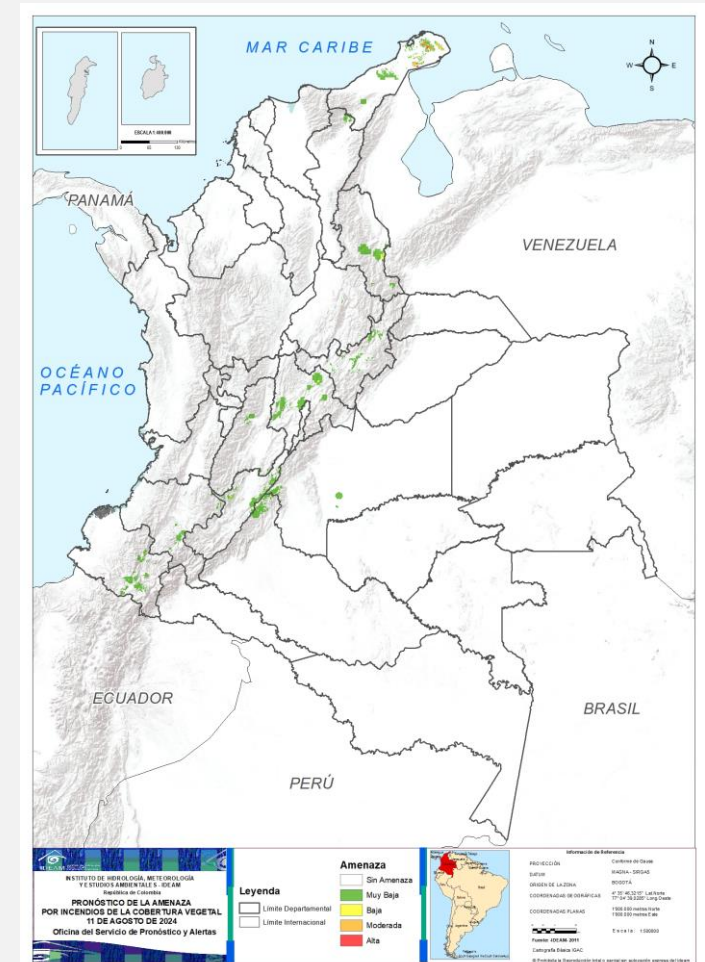 MAR CARIBE
N
W
E
S
PANAMÁ
VENEZUELA
OCÉANO
PACÍFICO
ECUADOR
BRASIL
PERÚ
INSTITUTO DE HIDROLOGÍA, METEOROLOGÍA
Y ESTUDIOS AMBIENTALES - IDEAM
República de Colombia
PRONÓSTICO DE LA AMENAZA
POR INCENDIOS DE LA COBERTURA VEGETAL
11 DE AGOSTO DE 2024
Oficina del Servicio de Pronóstico y Alertas
Leyenda
Límite Departamental
Límite Internacional
Amenaza
Sin Amenaza
Muy Baja
Baja
Moderada
Alta
Información de Referencia
PROYECCIÓN
DATUM
MAGNA - SIRGAS
ORIGEN DE LA ZONA
BOGOTÁ
COORDENADAS GEOGRÁFICAS
COORDENADAS PLANAS
Fuente: IDEAM 2011
Cartografía Básica IGAC